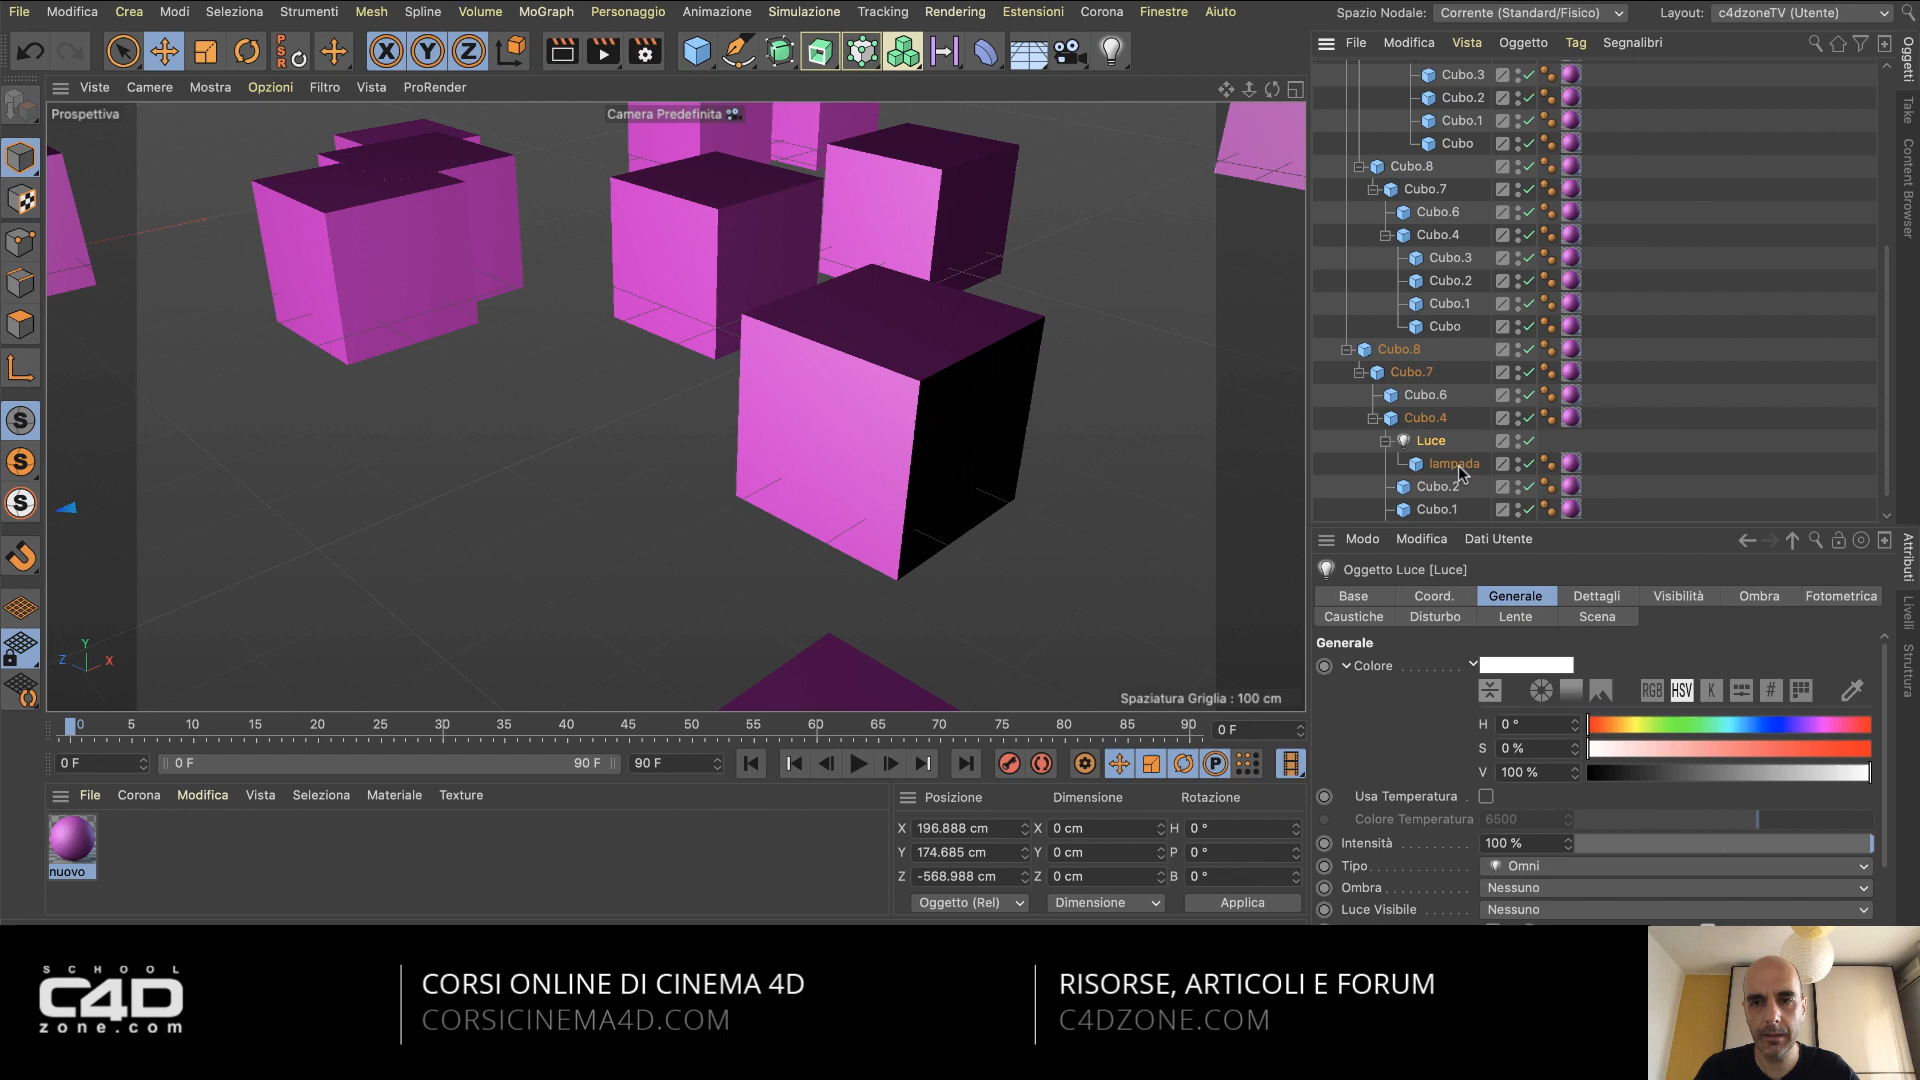 File Modifica Crea Modi Seleziona Strumenti Mesh Spline Volume MoGraph Personaggio Animazione Simulazione Tracking Rendering Estensioni Corona Finestre Aiuto Spazio Nodale: Corrente (Standard/Fisico) Layout: c4dzoneTV (Utente)
PSR X Y Z
File Modifica Vista Oggetto Tag Segnalibri
Viste Camere Mostra Opzioni Filtro Vista ProRender
Prospettiva Camera Predefinita
Cubo.3
Cubo.2
Cubo.1
Cubo
Cubo.8
Cubo.7
Cubo.6
Cubo.4
Cubo.3
Cubo.2
Cubo.1
Cubo
Cubo.8
Cubo.7
Cubo.6
Cubo.4
Luce
lampada
Cubo.2
Cubo.1
Oggetti
Take
Content Browser
S
S
S
Y
Z X
Spaziatura Griglia : 100 cm
0 5 10 15 20 25 30 35 40 45 50 55 60 65 70 75 80 85 90 0 F
0 F 0 F 90 F 90 F P
File Corona Modifica Vista Seleziona Materiale Texture
nuovo
Posizione Dimensione Rotazione
X 196.888 cm X 0 cm H 0 °
Y 174.685 cm Y 0 cm P 0 °
Z -568.988 cm Z 0 cm B 0 °
Oggetto (Rel) Dimensione Applica
Modo Modifica Dati Utente
Oggetto Luce [Luce]
Base Coord. Generale Dettagli Visibilità Ombra Fotometrica
Caustiche Disturbo Lente Scena
Generale
Colore
RGB HSV K #
H 0 °
S 0 %
V 100 %
Usa Temperatura
Colore Temperatura 6500
Intensità 100 %
Tipo Omni
Ombra Nessuno
Luce Visibile Nessuno
Attributi
Livelli
Struttura
SCHOOL
C4D
zone.com
CORSI ONLINE DI CINEMA 4D
CORSICINEMA4D.COM
RISORSE, ARTICOLI E FORUM
C4DZONE.COM